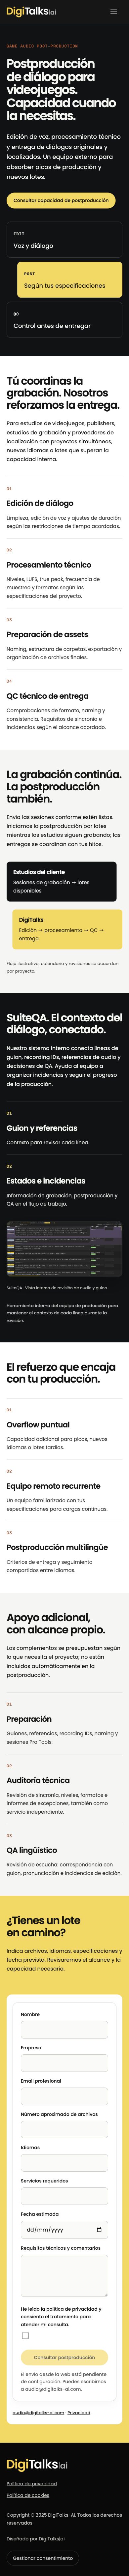 DigiTalks|ai
GAME AUDIO POST-PRODUCTION
Postproducción
de diálogo para
videojuegos.
Capacidad cuando
la necesitas.
Edición de voz, procesamiento técnico
y entrega de diálogos originales y
localizados. Un equipo externo para
absorber picos de producción y
nuevos lotes.
Consultar capacidad de postproducción
EDIT
Voz y diálogo
POST
Según tus especificaciones
QC
Control antes de entregar
Tú coordinas la
grabación. Nosotros
reforzamos la entrega.
Para estudios de videojuegos, publishers,
estudios de grabación y proveedores de
localización con proyectos simultáneos,
nuevos idiomas o lotes que superan la
capacidad interna.
01
Edición de diálogo
Limpieza, edición de voz y ajustes de duración
según las restricciones de tiempo acordadas.
02
Procesamiento técnico
Niveles, LUFS, true peak, frecuencia de
muestreo y formatos según las
especificaciones del proyecto.
03
Preparación de assets
Naming, estructura de carpetas, exportación y
organización de archivos finales.
04
QC técnico de entrega
Comprobaciones de formato, naming y
consistencia. Requisitos de sincronía e
incidencias según el alcance acordado.
La grabación continúa.
La postproducción
también.
Envía las sesiones conforme estén listas.
Iniciamos la postproducción por lotes
mientras los estudios siguen grabando; las
entregas se coordinan con tus hitos.
Estudios del cliente
Sesiones de grabación → lotes
disponibles
DigiTalks
Edición → procesamiento → QC →
entrega
Flujo ilustrativo; calendario y revisiones se acuerdan
por proyecto.
SuiteQA. El contexto del
diálogo, conectado.
Nuestro sistema interno conecta líneas de
guion, recording IDs, referencias de audio y
decisiones de QA. Ayuda al equipo a
organizar incidencias y seguir el progreso
de la producción.
01
Guion y referencias
Contexto para revisar cada línea.
02
Estados e incidencias
Información de grabación, postproducción y
QA en el flujo de trabajo.
SuiteQA · Vista interna de revisión de audio y guion.
Herramienta interna del equipo de producción para
mantener el contexto de cada línea durante la
revisión.
El refuerzo que encaja
con tu producción.
01
Overflow puntual
Capacidad adicional para picos, nuevos
idiomas o lotes tardíos.
02
Equipo remoto recurrente
Un equipo familiarizado con tus
especificaciones para cargas continuas.
03
Postproducción multilingüe
Criterios de entrega y seguimiento
compartidos entre idiomas.
Apoyo adicional,
con alcance propio.
Los complementos se presupuestan según
lo que necesita el proyecto; no están
incluidos automáticamente en la
postproducción.
01
Preparación
Guiones, referencias, recording IDs, naming y
sesiones Pro Tools.
02
Auditoría técnica
Revisión de sincronía, niveles, formatos e
informes de excepciones, también como
servicio independiente.
03
QA lingüístico
Revisión de escucha: correspondencia con
guion, pronunciación e incidencias de edición.
¿Tienes un lote
en camino?
Indica archivos, idiomas, especificaciones y
fecha prevista. Revisaremos el alcance y la
capacidad necesaria.
Nombre
Empresa
Email profesional
Número aproximado de archivos
Idiomas
Servicios requeridos
Fecha estimada
dd/mm/yyyy
Requisitos técnicos y comentarios
He leído la política de privacidad y
consiento el tratamiento para
atender mi consulta.
Consultar postproducción
El envío desde la web está pendiente
de configuración. Puedes escribirnos
a audio@digitalks-ai.com.
audio@digitalks-ai.com · Privacidad
DigiTalks|ai
Política de privacidad
Política de cookies
Copyright © 2025 DigiTalks-AI. Todos los derechos
reservados
Diseñado por DigiTalks|ai
Gestionar consentimiento